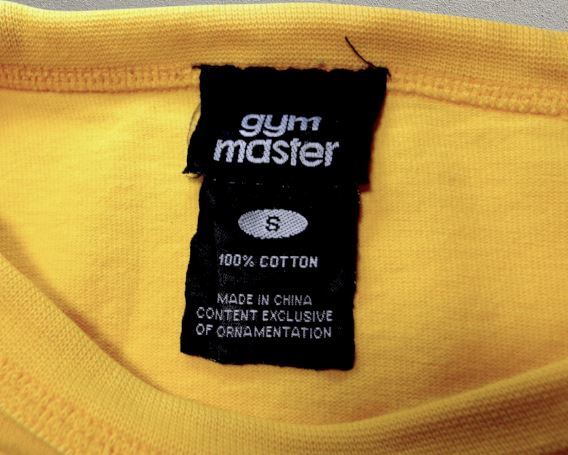 gym
master
S
100% COTTON
MADE IN CHINA
CONTENT EXCLUSIVE
OF ORNAMENTATION